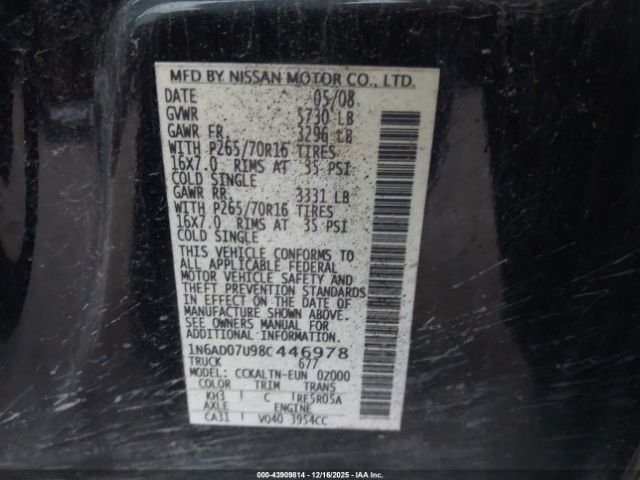 MFD BY NISSAN MOTOR CO., LTD.
DATE 05/08
GVWR 5730 LB
GAWR FR 3296 LB
WITH P265/70R16 TIRES
16X7.0 RIMS AT 35 PSI
COLD SINGLE
GAWR RR 3331 LB
WITH P265/70R16 TIRES
16X7.0 RIMS AT 35 PSI
COLD SINGLE
THIS VEHICLE CONFORMS TO
ALL APPLICABLE FEDERAL
MOTOR VEHICLE SAFETY AND
THEFT PREVENTION STANDARDS
IN EFFECT ON THE DATE OF
MANUFACTURE SHOWN ABOVE.
SEE OWNERS MANUAL FOR
ADDITIONAL INFORMATION.
1N6AD07U98C446978
TRUCK 677
MODEL: CCKALTN-EUN 0Z000
COLOR TRIM TRANS
KH3 C RE5R05A
AXLE ENGINE
CA31 VQ40 3954CC
000-43909814 | 12/16/2025 | IAA Inc.